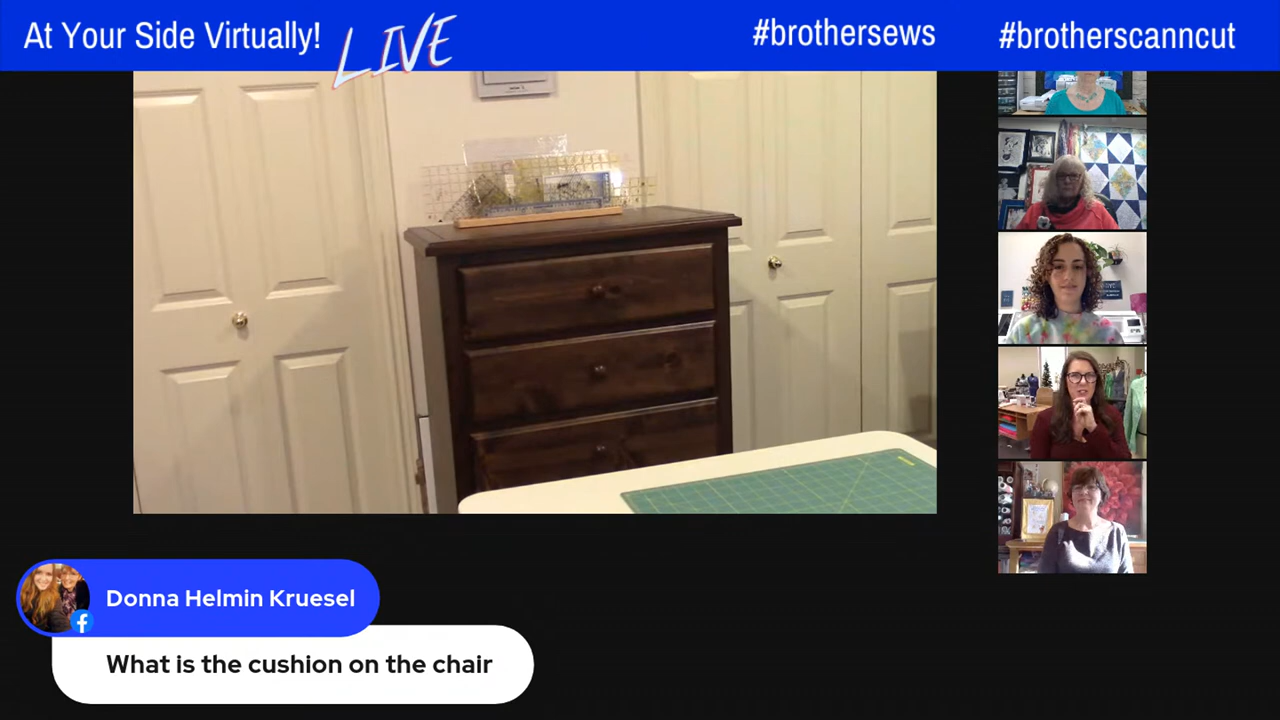 At Your Side Virtually!
LIVE
#brothersews
#brotherscanncut
Donna Helmin Kruesel
What is the cushion on the chair